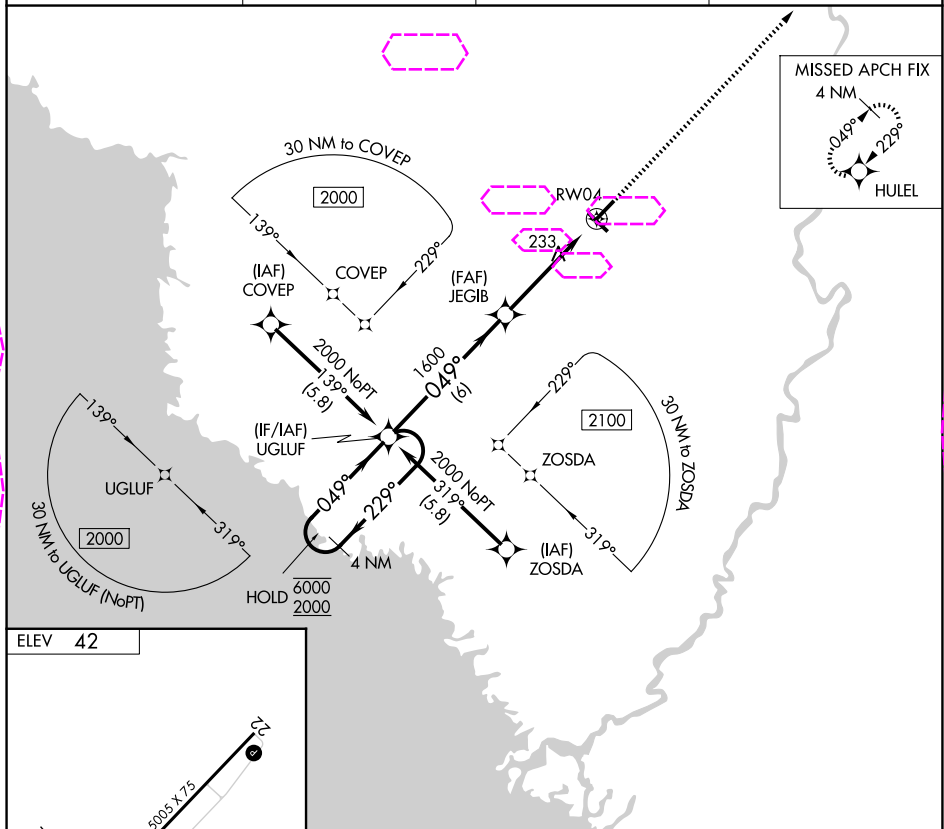 MISSED APCH FIX
4 NM
049°
229°
HULEL
30 NM to COVEP
2000
139°
229°
COVEP
(IAF)
COVEP
RW04
233
(FAF)
JEGIB
2000 NoPT
139°
(5.8)
1600
049°
(6)
(IF/IAF)
UGLUF
139°
UGLUF
319°
2000
30 NM to UGLUF (NoPT)
229°
2100
ZOSDA
319°
30 NM to ZOSDA
2000 NoPT
319°
(5.8)
(IAF)
ZOSDA
049°
229°
4 NM
HOLD
6000
2000
ELEV 42
22
P
5005 X 75